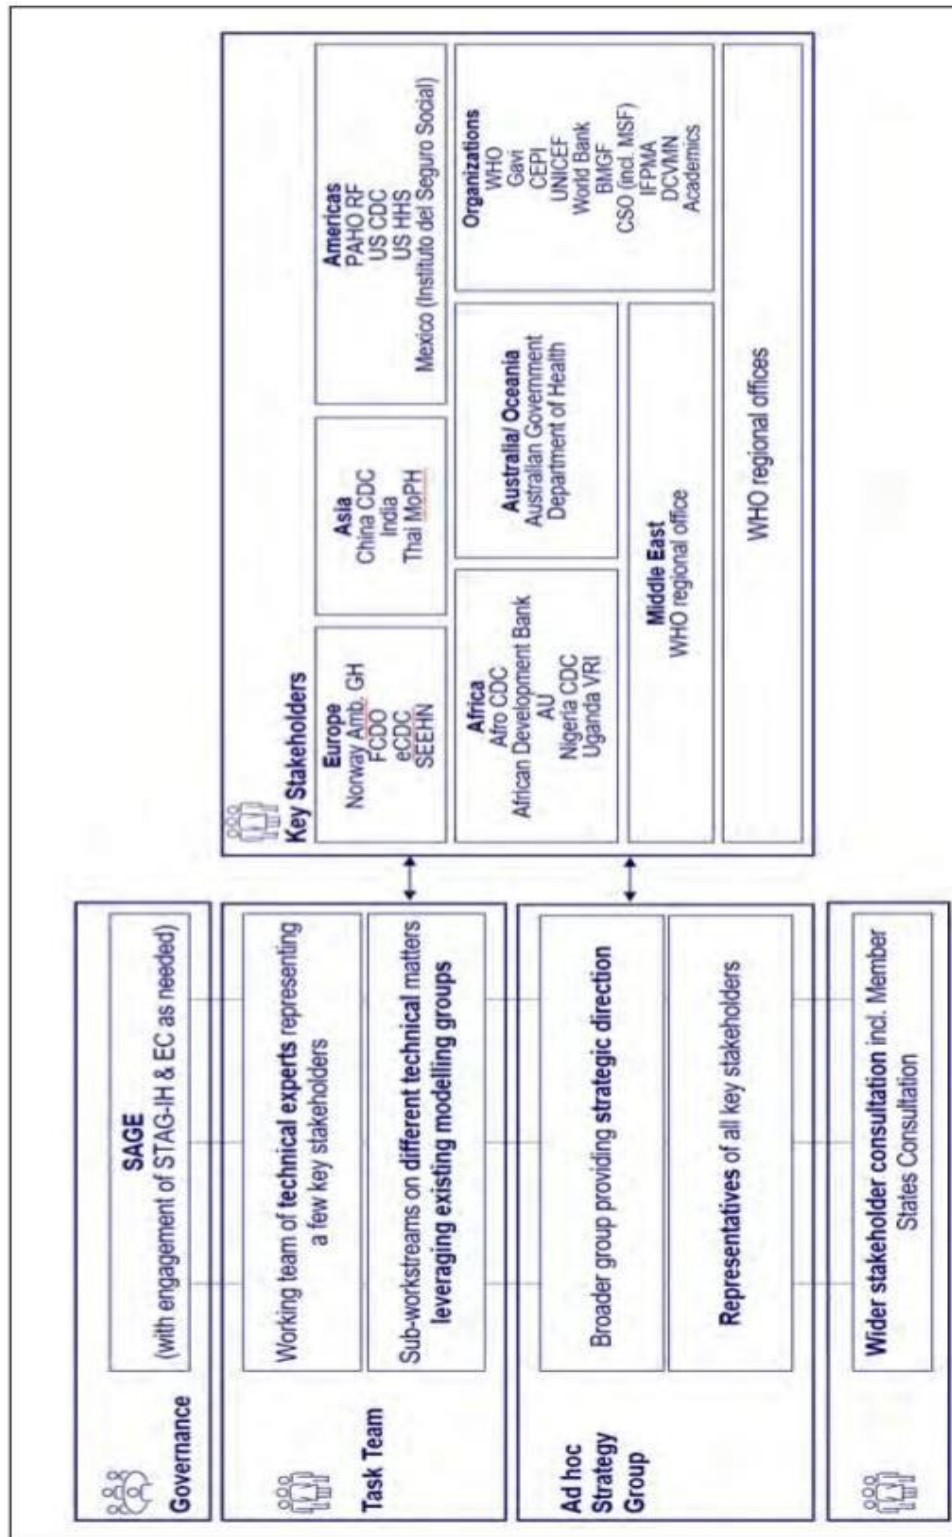 Governance
SAGE
(with engagement of STAG-IH & EC as needed)
Task Team
Working team of technical experts representing
a few key stakeholders
Sub-workstreams on different technical matters
leveraging existing modelling groups
Ad hoc
Strategy
Group
Broader group providing strategic direction
Representatives of all key stakeholders
Wider stakeholder consultation incl. Member
States Consultation
Key Stakeholders
Europe
Norway Amb. GH
FCDO
eCDC
SEEHN
Asia
China CDC
India
Thai MoPH
Americas
PAHO RF
US CDC
US HHS
Mexico (Instituto del Seguro Social)
Africa
Afro CDC
African Development Bank
AU
Nigeria CDC
Uganda VRI
Australia/ Oceania
Australian Government
Department of Health
Organizations
WHO
Gavi
CEPI
UNICEF
World Bank
BMGF
CSO (incl. MSF)
IFPMA
DCVMN
Academics
Middle East
WHO regional office
WHO regional offices